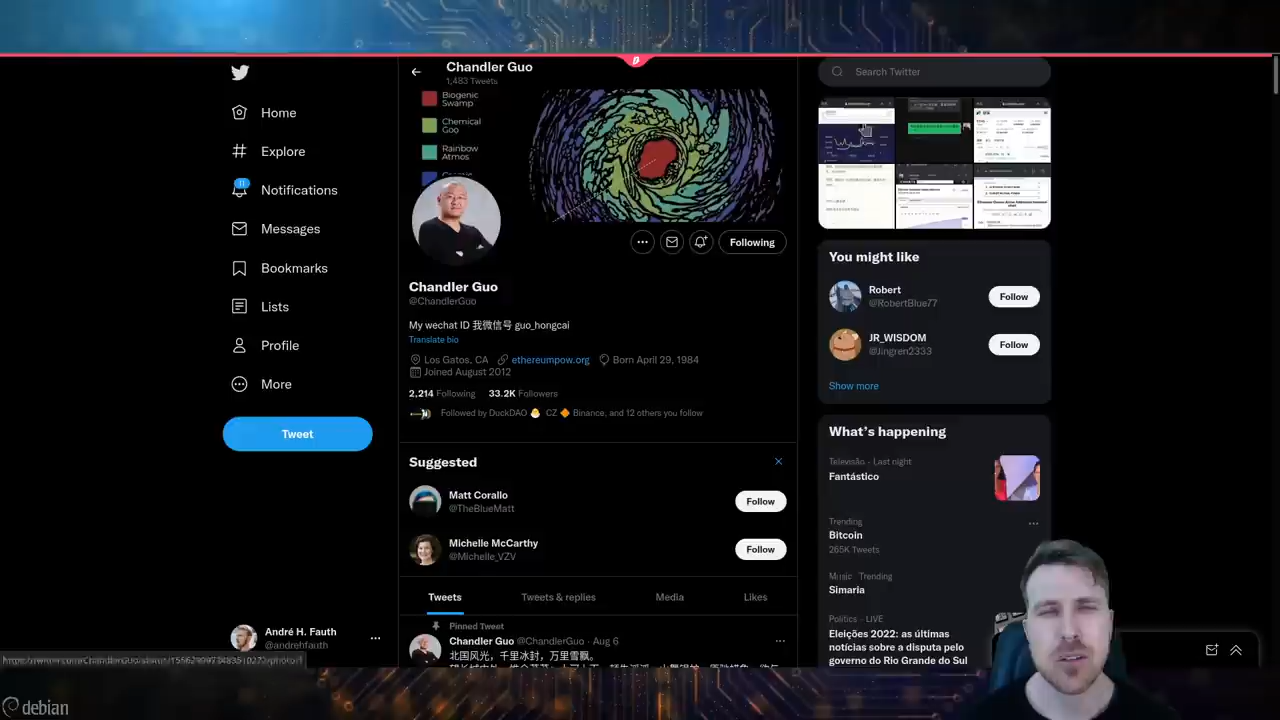 Chandler Guo
1,483 Tweets
Biogenic
Swamp
Chemical
Goo
Rainbow
Atmos
Search Twitter
Home
Explore
Notifications
11
Bookmarks
Lists
Profile
More
Tweet
Following
Chandler Guo
@ChandlerGuo
My wechat ID 我微信号 guo_hongcai
Translate bio
Los Gatos, CA ethereumpow.org Born April 29, 1984
Joined August 2012
2,214 Following 33.2K Followers
Followed by DuckDAO 🐣 CZ 🔶 Binance, and 12 others you follow
Suggested
Matt Corallo
@TheBlueMatt
Follow
Michelle McCarthy
@Michelle_VZV
Follow
Tweets Tweets & replies Media Likes
Pinned Tweet
Chandler Guo @ChandlerGuo · Aug 6
北国风光，千里冰封，万里雪飘。
You might like
Robert
@RobertBlue77
Follow
JR_WISDOM
@Jingren2333
Follow
Show more
What's happening
Televisão · Last night
Fantástico
Trending
Bitcoin
265K Tweets
Music · Trending
Simaria
Política · LIVE
Eleições 2022: as últimas
notícias sobre a disputa pelo
governo do Rio Grande do Sul
André H. Fauth
@andrehfauth
debian